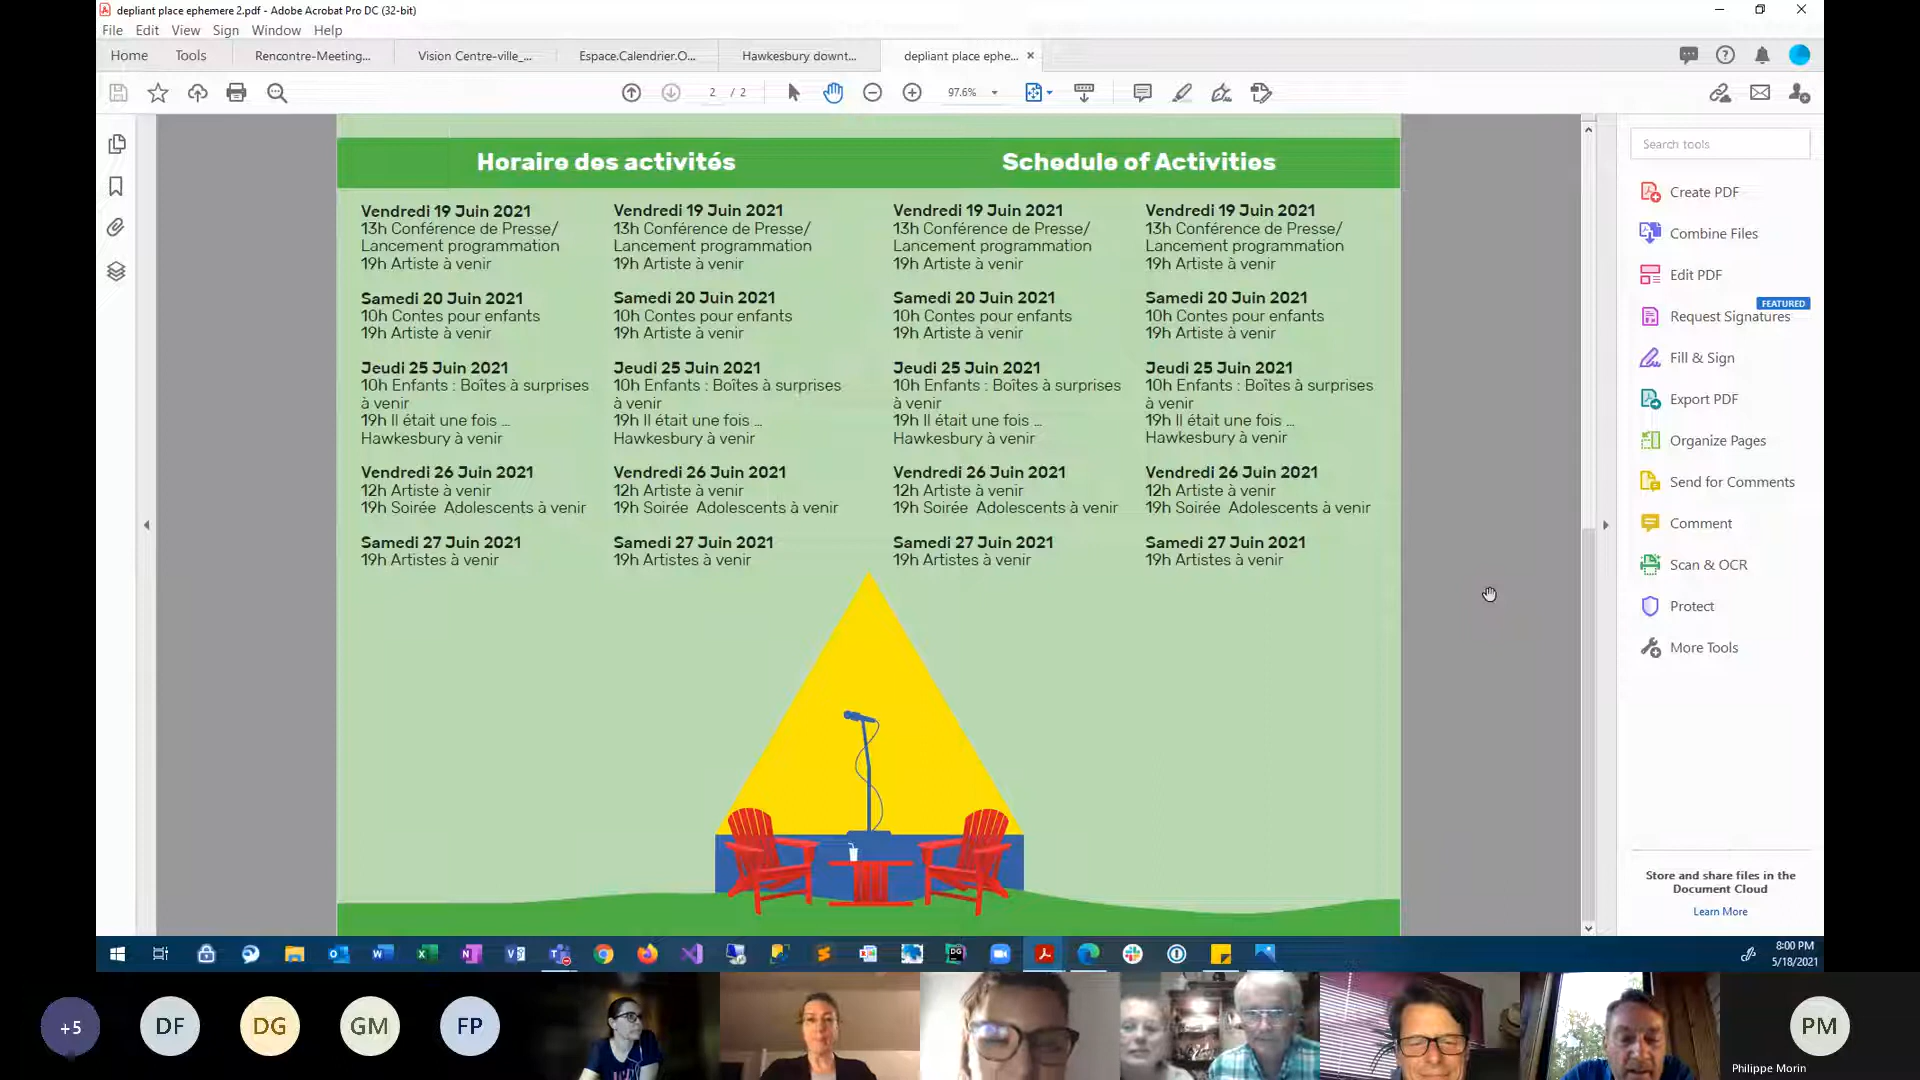 depliant place ephemere 2.pdf - Adobe Acrobat Pro DC (32-bit)
File Edit View Sign Window Help
Home Tools Rencontre-Meeting... Vision Centre-ville_... Espace.Calendrier.O... Hawkesbury downt... depliant place ephe... ×
2 / 2 97.6%
Search tools
Horaire des activités
Schedule of Activities
Vendredi 19 Juin 2021
13h Conférence de Presse/
Lancement programmation
19h Artiste à venir
Samedi 20 Juin 2021
10h Contes pour enfants
19h Artiste à venir
Jeudi 25 Juin 2021
10h Enfants : Boîtes à surprises
à venir
19h Il était une fois ...
Hawkesbury à venir
Vendredi 26 Juin 2021
12h Artiste à venir
19h Soirée Adolescents à venir
Samedi 27 Juin 2021
19h Artistes à venir
Vendredi 19 Juin 2021
13h Conférence de Presse/
Lancement programmation
19h Artiste à venir
Samedi 20 Juin 2021
10h Contes pour enfants
19h Artiste à venir
Jeudi 25 Juin 2021
10h Enfants : Boîtes à surprises
à venir
19h Il était une fois ...
Hawkesbury à venir
Vendredi 26 Juin 2021
12h Artiste à venir
19h Soirée Adolescents à venir
Samedi 27 Juin 2021
19h Artistes à venir
Vendredi 19 Juin 2021
13h Conférence de Presse/
Lancement programmation
19h Artiste à venir
Samedi 20 Juin 2021
10h Contes pour enfants
19h Artiste à venir
Jeudi 25 Juin 2021
10h Enfants : Boîtes à surprises
à venir
19h Il était une fois ...
Hawkesbury à venir
Vendredi 26 Juin 2021
12h Artiste à venir
19h Soirée Adolescents à venir
Samedi 27 Juin 2021
19h Artistes à venir
Vendredi 19 Juin 2021
13h Conférence de Presse/
Lancement programmation
19h Artiste à venir
Samedi 20 Juin 2021
10h Contes pour enfants
19h Artiste à venir
Jeudi 25 Juin 2021
10h Enfants : Boîtes à surprises
à venir
19h Il était une fois ...
Hawkesbury à venir
Vendredi 26 Juin 2021
12h Artiste à venir
19h Soirée Adolescents à venir
Samedi 27 Juin 2021
19h Artistes à venir
Create PDF
Combine Files
Edit PDF
FEATURED
Request Signatures
Fill & Sign
Export PDF
Organize Pages
Send for Comments
Comment
Scan & OCR
Protect
More Tools
Store and share files in the
Document Cloud
Learn More
8:00 PM
5/18/2021
+5 DF DG GM FP PM
Philippe Morin